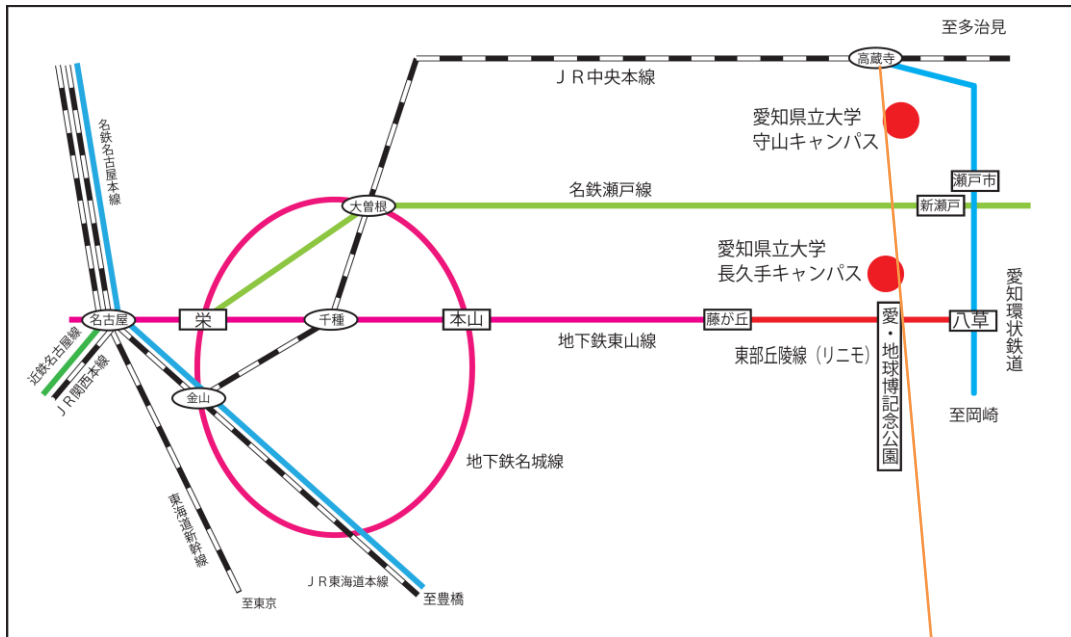 至多治見
高蔵寺
ＪＲ中央本線
愛知県立大学
守山キャンパス
名鉄名古屋本線
瀬戸市
名鉄瀬戸線
大曽根
新瀬戸
愛知県立大学
長久手キャンパス
愛知環状鉄道
名古屋
栄
千種
本山
藤が丘
八草
地下鉄東山線
東部丘陵線（リニモ）
愛・地球博記念公園
近鉄名古屋線
ＪＲ関西本線
金山
至岡崎
地下鉄名城線
東海道新幹線
ＪＲ東海道本線
至東京
至豊橋